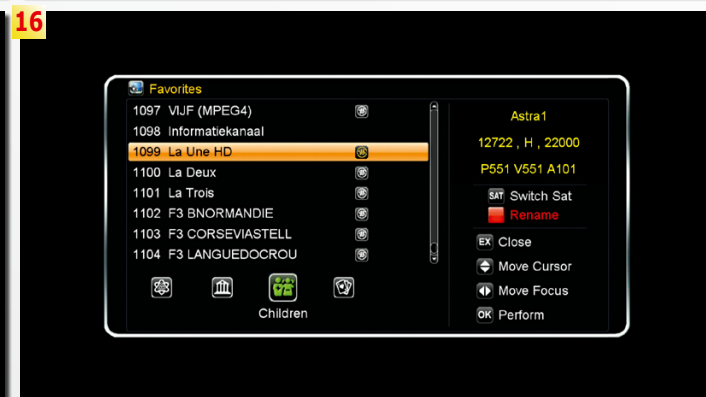 16
Favorites
1097 VIJF (MPEG4)
1098 Informatiekanaal
1099 La Une HD
1100 La Deux
1101 La Trois
1102 F3 BNORMANDIE
1103 F3 CORSEVIASTELL
1104 F3 LANGUEDOCROU
Children
Astra1
12722 , H , 22000
P551 V551 A101
SAT Switch Sat
Rename
EX Close
Move Cursor
Move Focus
OK Perform